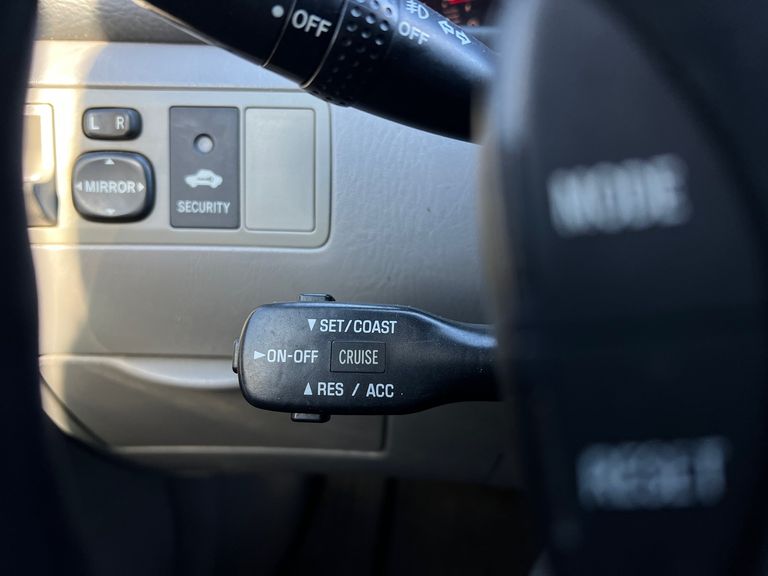 OFF
OFF
L R
MIRROR
SECURITY
MODE
SET/COAST
ON-OFF CRUISE
RES / ACC
RESET